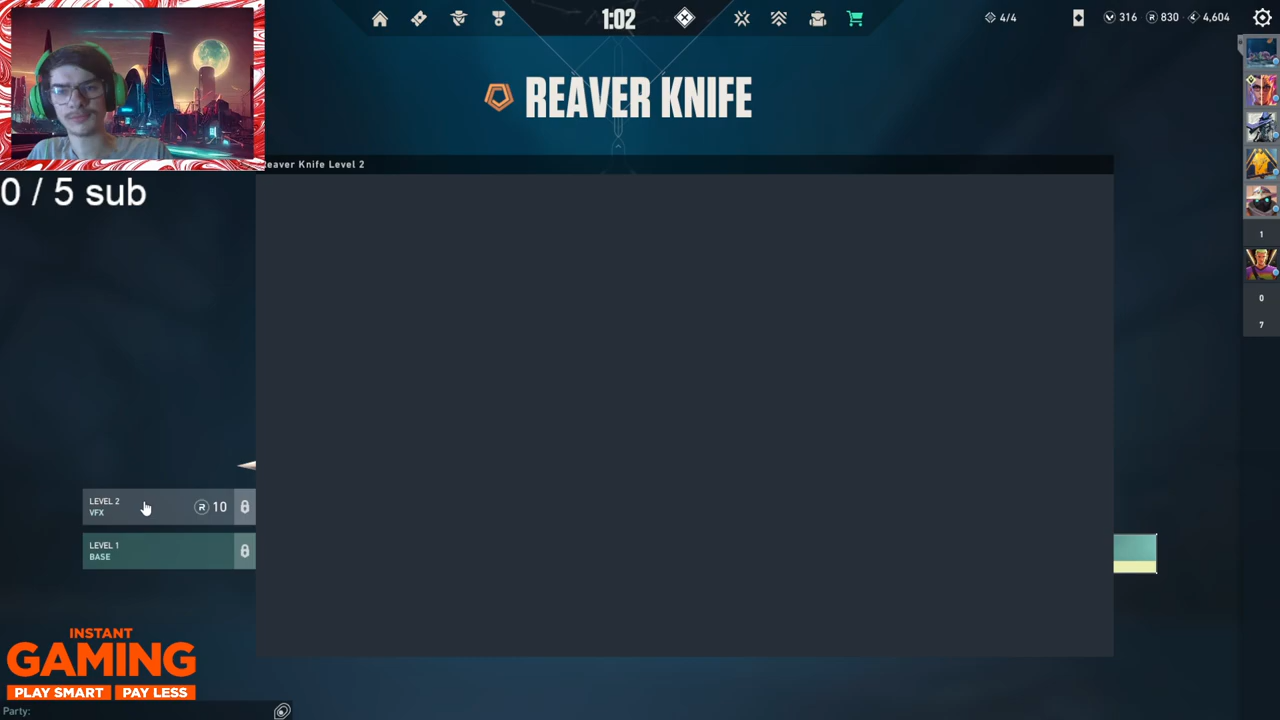 1:02
4/4
316
830
4,604
REAVER KNIFE
eaver Knife Level 2
0 / 5 sub
1
0
7
LEVEL 2
VFX
R 10
LEVEL 1
BASE
INSTANT
GAMING
PLAY SMART PAY LESS
Party: